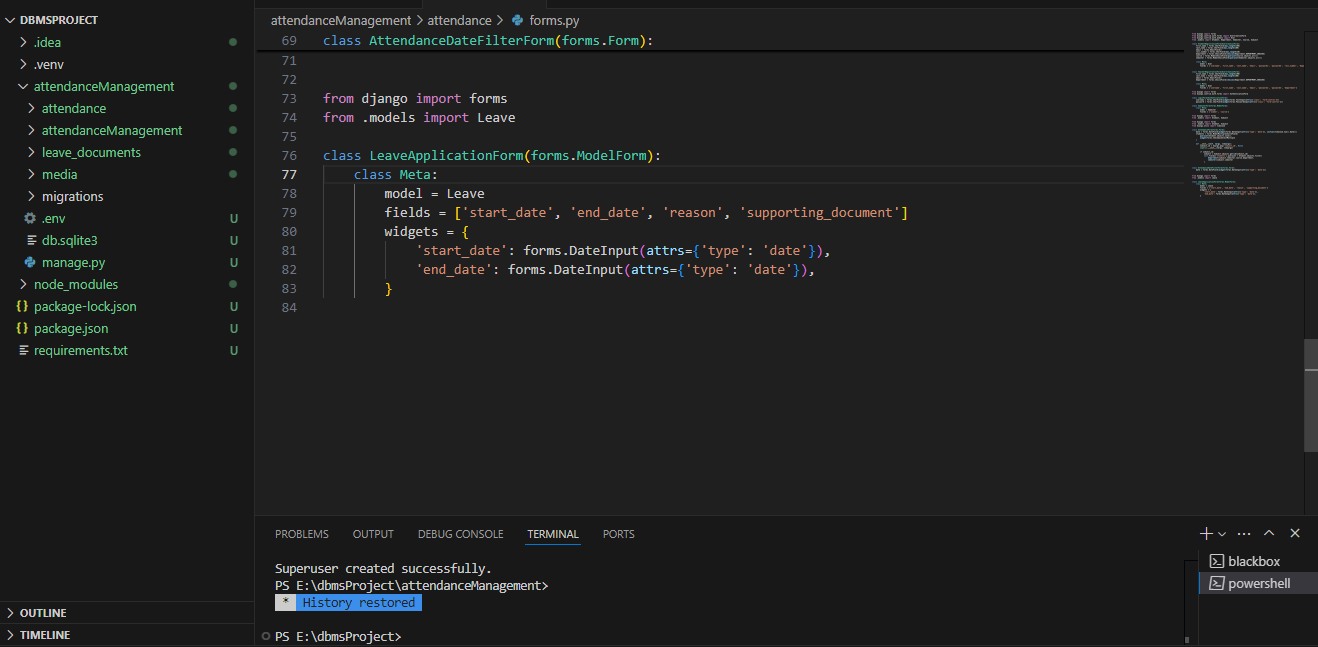 DBMSPROJECT
.idea
.venv
attendanceManagement
attendance
attendanceManagement
leave_documents
media
migrations
.env U
db.sqlite3 U
manage.py U
node_modules
{} package-lock.json U
{} package.json U
requirements.txt U
OUTLINE
TIMELINE
attendanceManagement > attendance > forms.py
69 class AttendanceDateFilterForm(forms.Form):
71
72
73 from django import forms
74 from .models import Leave
75
76 class LeaveApplicationForm(forms.ModelForm):
77 class Meta:
78 model = Leave
79 fields = ['start_date', 'end_date', 'reason', 'supporting_document']
80 widgets = {
81 'start_date': forms.DateInput(attrs={'type': 'date'}),
82 'end_date': forms.DateInput(attrs={'type': 'date'}),
83 }
84
PROBLEMS OUTPUT DEBUG CONSOLE TERMINAL PORTS
Superuser created successfully.
PS E:\dbmsProject\attendanceManagement>
* History restored
PS E:\dbmsProject>
blackbox
powershell